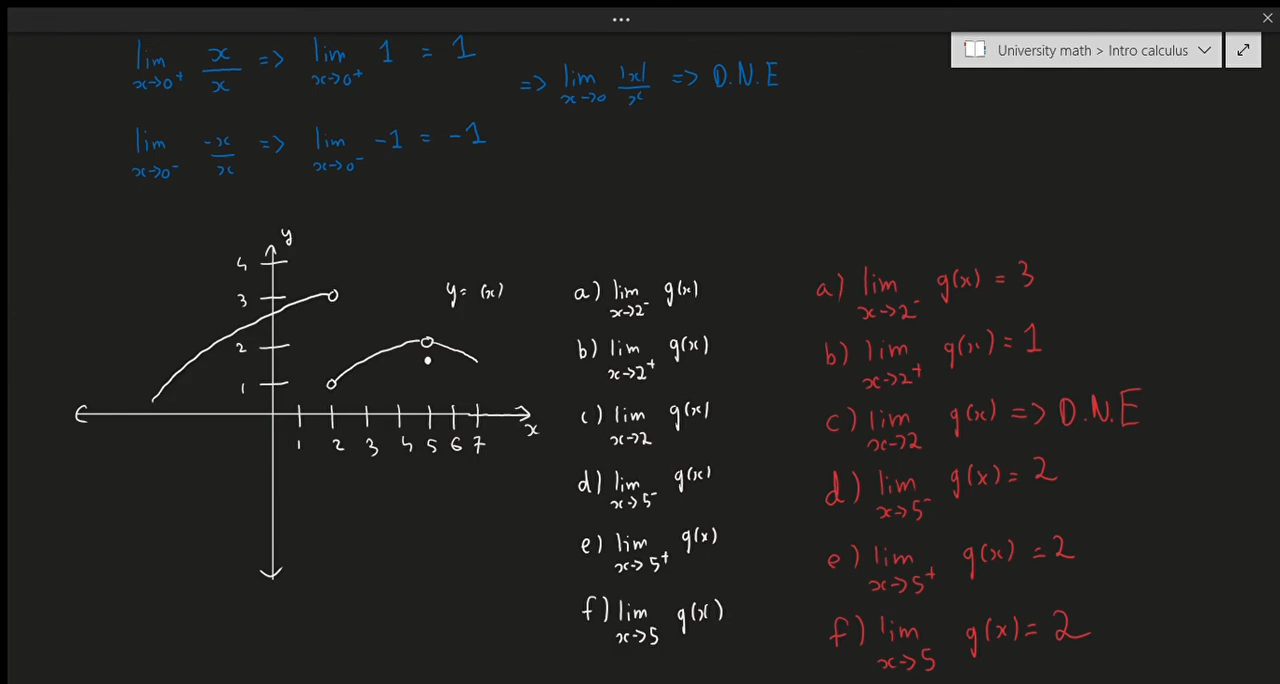 University math > Intro calculus
lim x→0⁺ x/x => lim x→0⁺ 1 = 1
=> lim x→0 |x|/x => D.N.E
lim x→0⁻ -x/x => lim x→0⁻ -1 = -1
y
4
3
2
1
1 2 3 4 5 6 7 x
y = (x)
a) lim x→2⁻ g(x)
b) lim x→2⁺ g(x)
c) lim x→2 g(x)
d) lim x→5⁻ g(x)
e) lim x→5⁺ g(x)
f) lim x→5 g(x)
a) lim x→2⁻ g(x) = 3
b) lim x→2⁺ g(x) = 1
c) lim x→2 g(x) => D.N.E
d) lim x→5⁻ g(x) = 2
e) lim x→5⁺ g(x) = 2
f) lim x→5 g(x) = 2